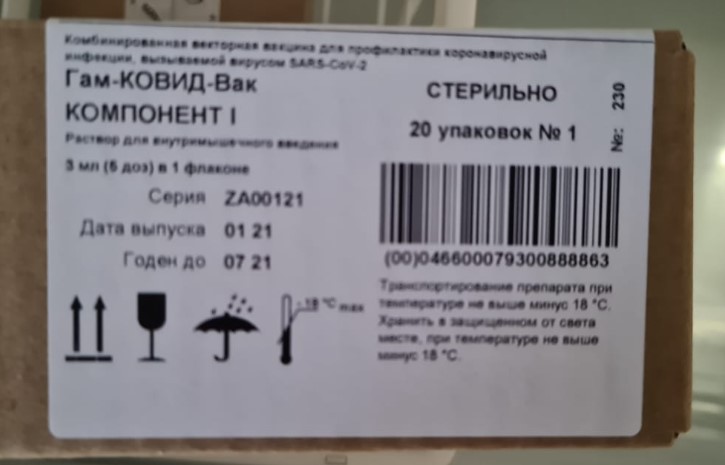 Комбинированная векторная вакцина для профилактики коронавирусной
инфекции, вызываемой вирусом SARS-CoV-2
Гам-КОВИД-Вак
КОМПОНЕНТ I
Раствор для внутримышечного введения
3 мл (5 доз) в 1 флаконе
Серия ZA00121
Дата выпуска 01 21
Годен до 07 21
- 18 °C max
СТЕРИЛЬНО
20 упаковок № 1
№: 230
(00)046600079300888863
Транспортирование препарата при
температуре не выше минус 18 °C.
Хранить в защищенном от света
месте, при температуре не выше
минус 18 °C.